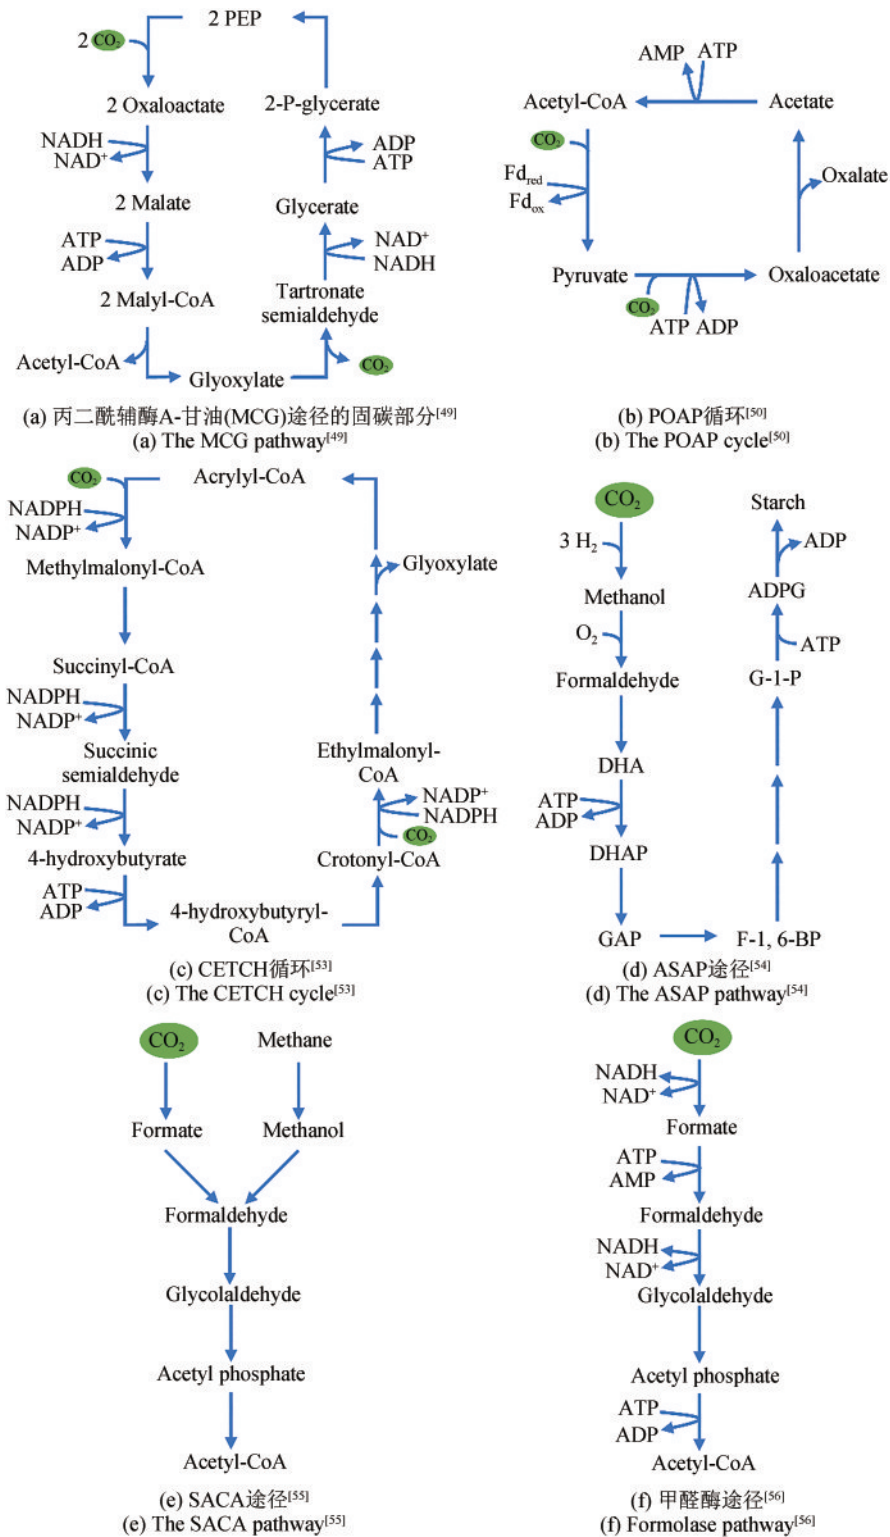 2 PEP
2 CO₂
2 Oxaloactate
NADH
NAD⁺
2 Malate
ATP
ADP
2 Malyl-CoA
Acetyl-CoA
Glyoxylate
CO₂
Tartronate
semialdehyde
NAD⁺
NADH
Glycerate
ADP
ATP
2-P-glycerate
(a) 丙二酰辅酶A-甘油(MCG)途径的固碳部分[49]
(a) The MCG pathway[49]
AMP ATP
Acetyl-CoA
Acetate
CO₂
Fdred
Fdox
Oxalate
Pyruvate
Oxaloacetate
CO₂
ATP ADP
(b) POAP循环[50]
(b) The POAP cycle[50]
Acrylyl-CoA
CO₂
NADPH
NADP⁺
Methylmalonyl-CoA
Succinyl-CoA
NADPH
NADP⁺
Succinic
semialdehyde
NADPH
NADP⁺
4-hydroxybutyrate
ATP
ADP
4-hydroxybutyryl-
CoA
Crotonyl-CoA
CO₂
NADPH
NADP⁺
Ethylmalonyl-
CoA
Glyoxylate
(c) CETCH循环[53]
(c) The CETCH cycle[53]
CO₂
3 H₂
Methanol
O₂
Formaldehyde
DHA
ATP
ADP
DHAP
GAP
F-1, 6-BP
G-1-P
ATP
ADPG
ADP
Starch
(d) ASAP途径[54]
(d) The ASAP pathway[54]
CO₂
Methane
Formate
Methanol
Formaldehyde
Glycolaldehyde
Acetyl phosphate
Acetyl-CoA
(e) SACA途径[55]
(e) The SACA pathway[55]
CO₂
NADH
NAD⁺
Formate
ATP
AMP
Formaldehyde
NADH
NAD⁺
Glycolaldehyde
Acetyl phosphate
ATP
ADP
Acetyl-CoA
(f) 甲醛酶途径[56]
(f) Formolase pathway[56]